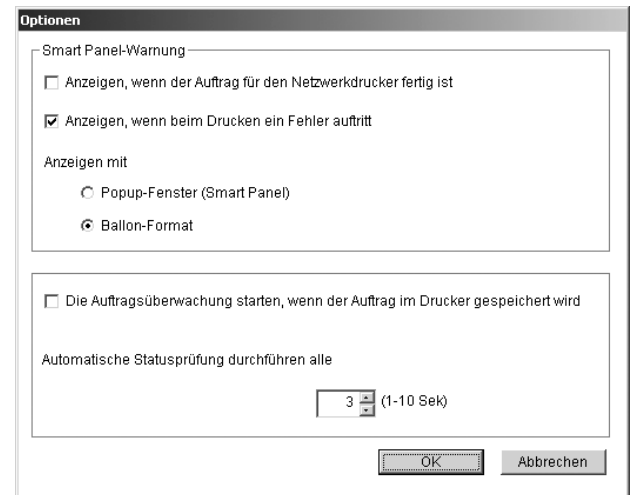 Optionen
Smart Panel-Warnung
Anzeigen, wenn der Auftrag für den Netzwerkdrucker fertig ist
Anzeigen, wenn beim Drucken ein Fehler auftritt
Anzeigen mit
Popup-Fenster (Smart Panel)
Ballon-Format
Die Auftragsüberwachung starten, wenn der Auftrag im Drucker gespeichert wird
Automatische Statusprüfung durchführen alle
3 (1-10 Sek)
OK Abbrechen